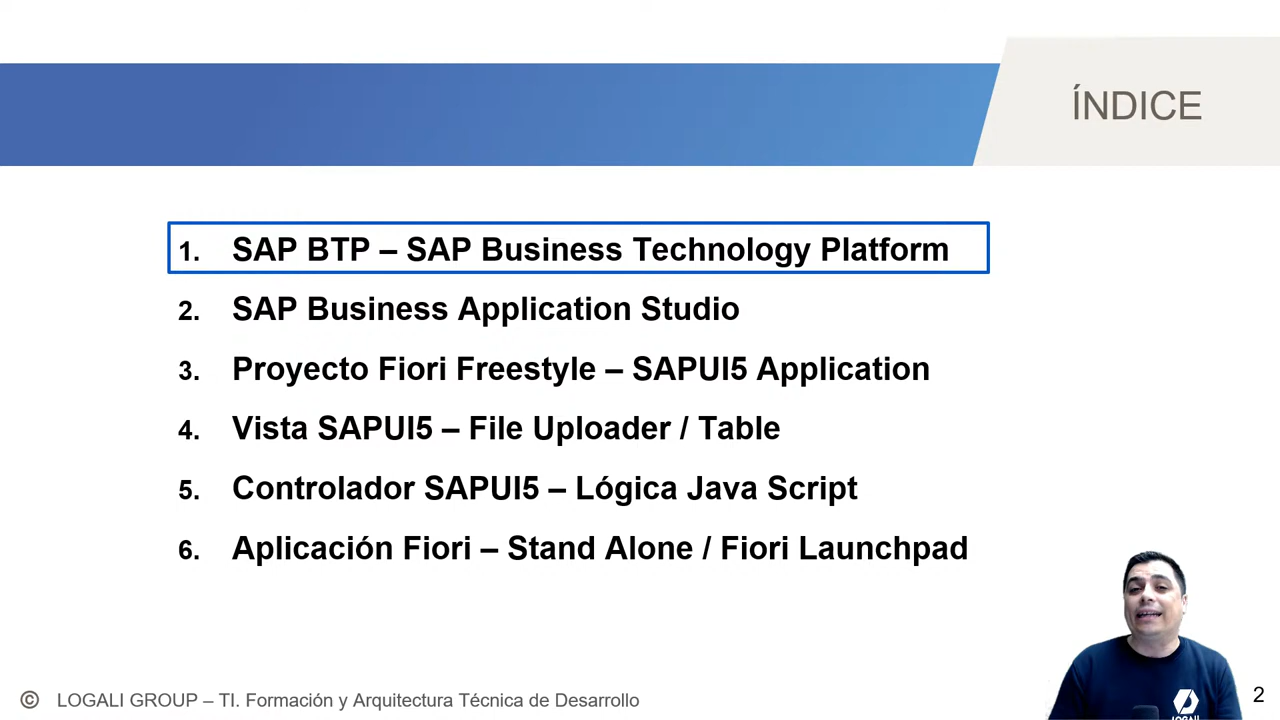 ÍNDICE
1. SAP BTP – SAP Business Technology Platform
2. SAP Business Application Studio
3. Proyecto Fiori Freestyle – SAPUI5 Application
4. Vista SAPUI5 – File Uploader / Table
5. Controlador SAPUI5 – Lógica Java Script
6. Aplicación Fiori – Stand Alone / Fiori Launchpad
© LOGALI GROUP – TI. Formación y Arquitectura Técnica de Desarrollo
LOGALI
2